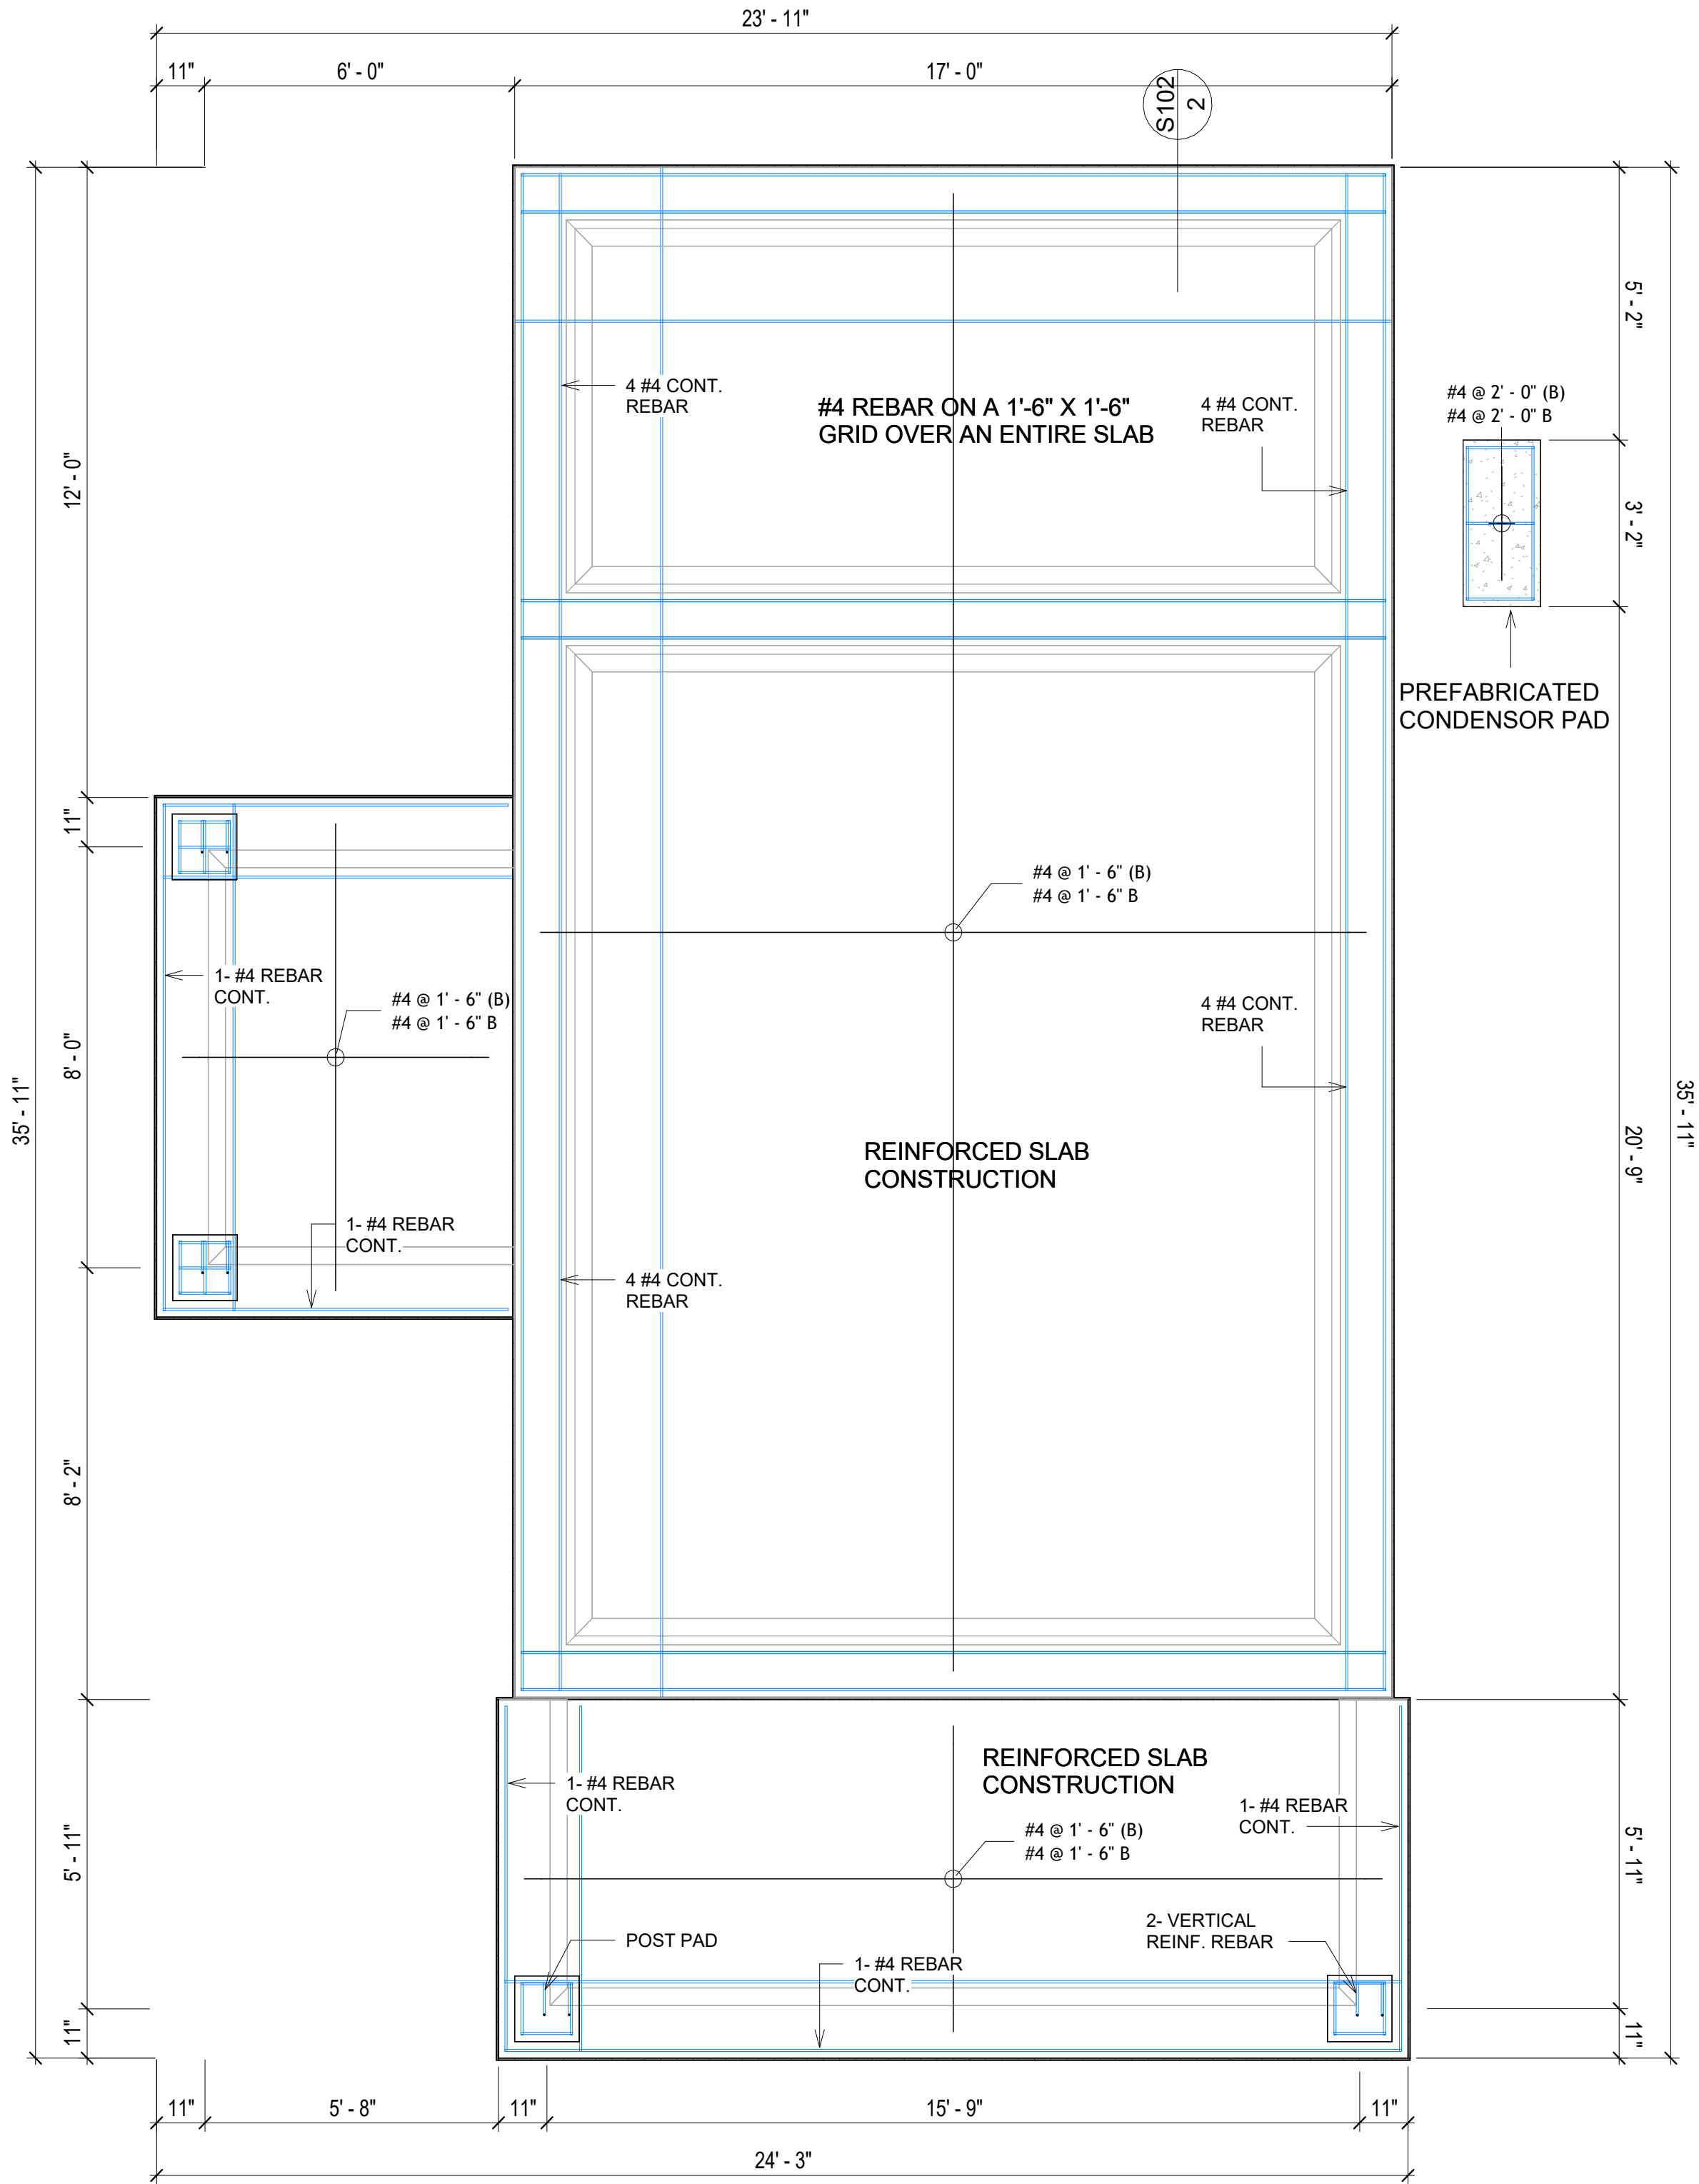 23' - 11"
11"
6' - 0"
17' - 0"
S102
2
5' - 2"
4 #4 CONT.
REBAR
#4 REBAR ON A 1'-6" X 1'-6"
GRID OVER AN ENTIRE SLAB
4 #4 CONT.
REBAR
#4 @ 2' - 0" (B)
#4 @ 2' - 0" B
12' - 0"
3' - 2"
PREFABRICATED
CONDENSOR PAD
11"
#4 @ 1' - 6" (B)
#4 @ 1' - 6" B
1- #4 REBAR
CONT.
#4 @ 1' - 6" (B)
#4 @ 1' - 6" B
4 #4 CONT.
REBAR
8' - 0"
35' - 11"
35' - 11"
20' - 9"
REINFORCED SLAB
CONSTRUCTION
1- #4 REBAR
CONT.
4 #4 CONT.
REBAR
8' - 2"
REINFORCED SLAB
CONSTRUCTION
1- #4 REBAR
CONT.
1- #4 REBAR
CONT.
#4 @ 1' - 6" (B)
#4 @ 1' - 6" B
5' - 11"
5' - 11"
POST PAD
2- VERTICAL
REINF. REBAR
1- #4 REBAR
CONT.
11"
11"
11"
5' - 8"
11"
15' - 9"
11"
24' - 3"